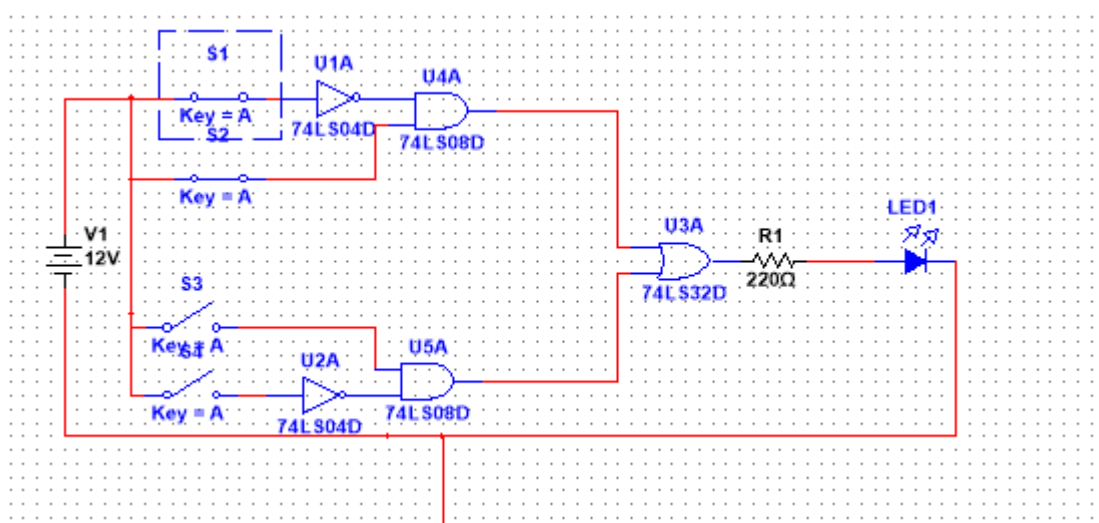 S1
U1A
U4A
Key = A
74LS04D
S2
74LS08D
Key = A
LED1
V1
U3A
R1
12V
220Ω
S3
74LS32D
Key = A
S4
U2A
U5A
Key = A
74LS08D
74LS04D